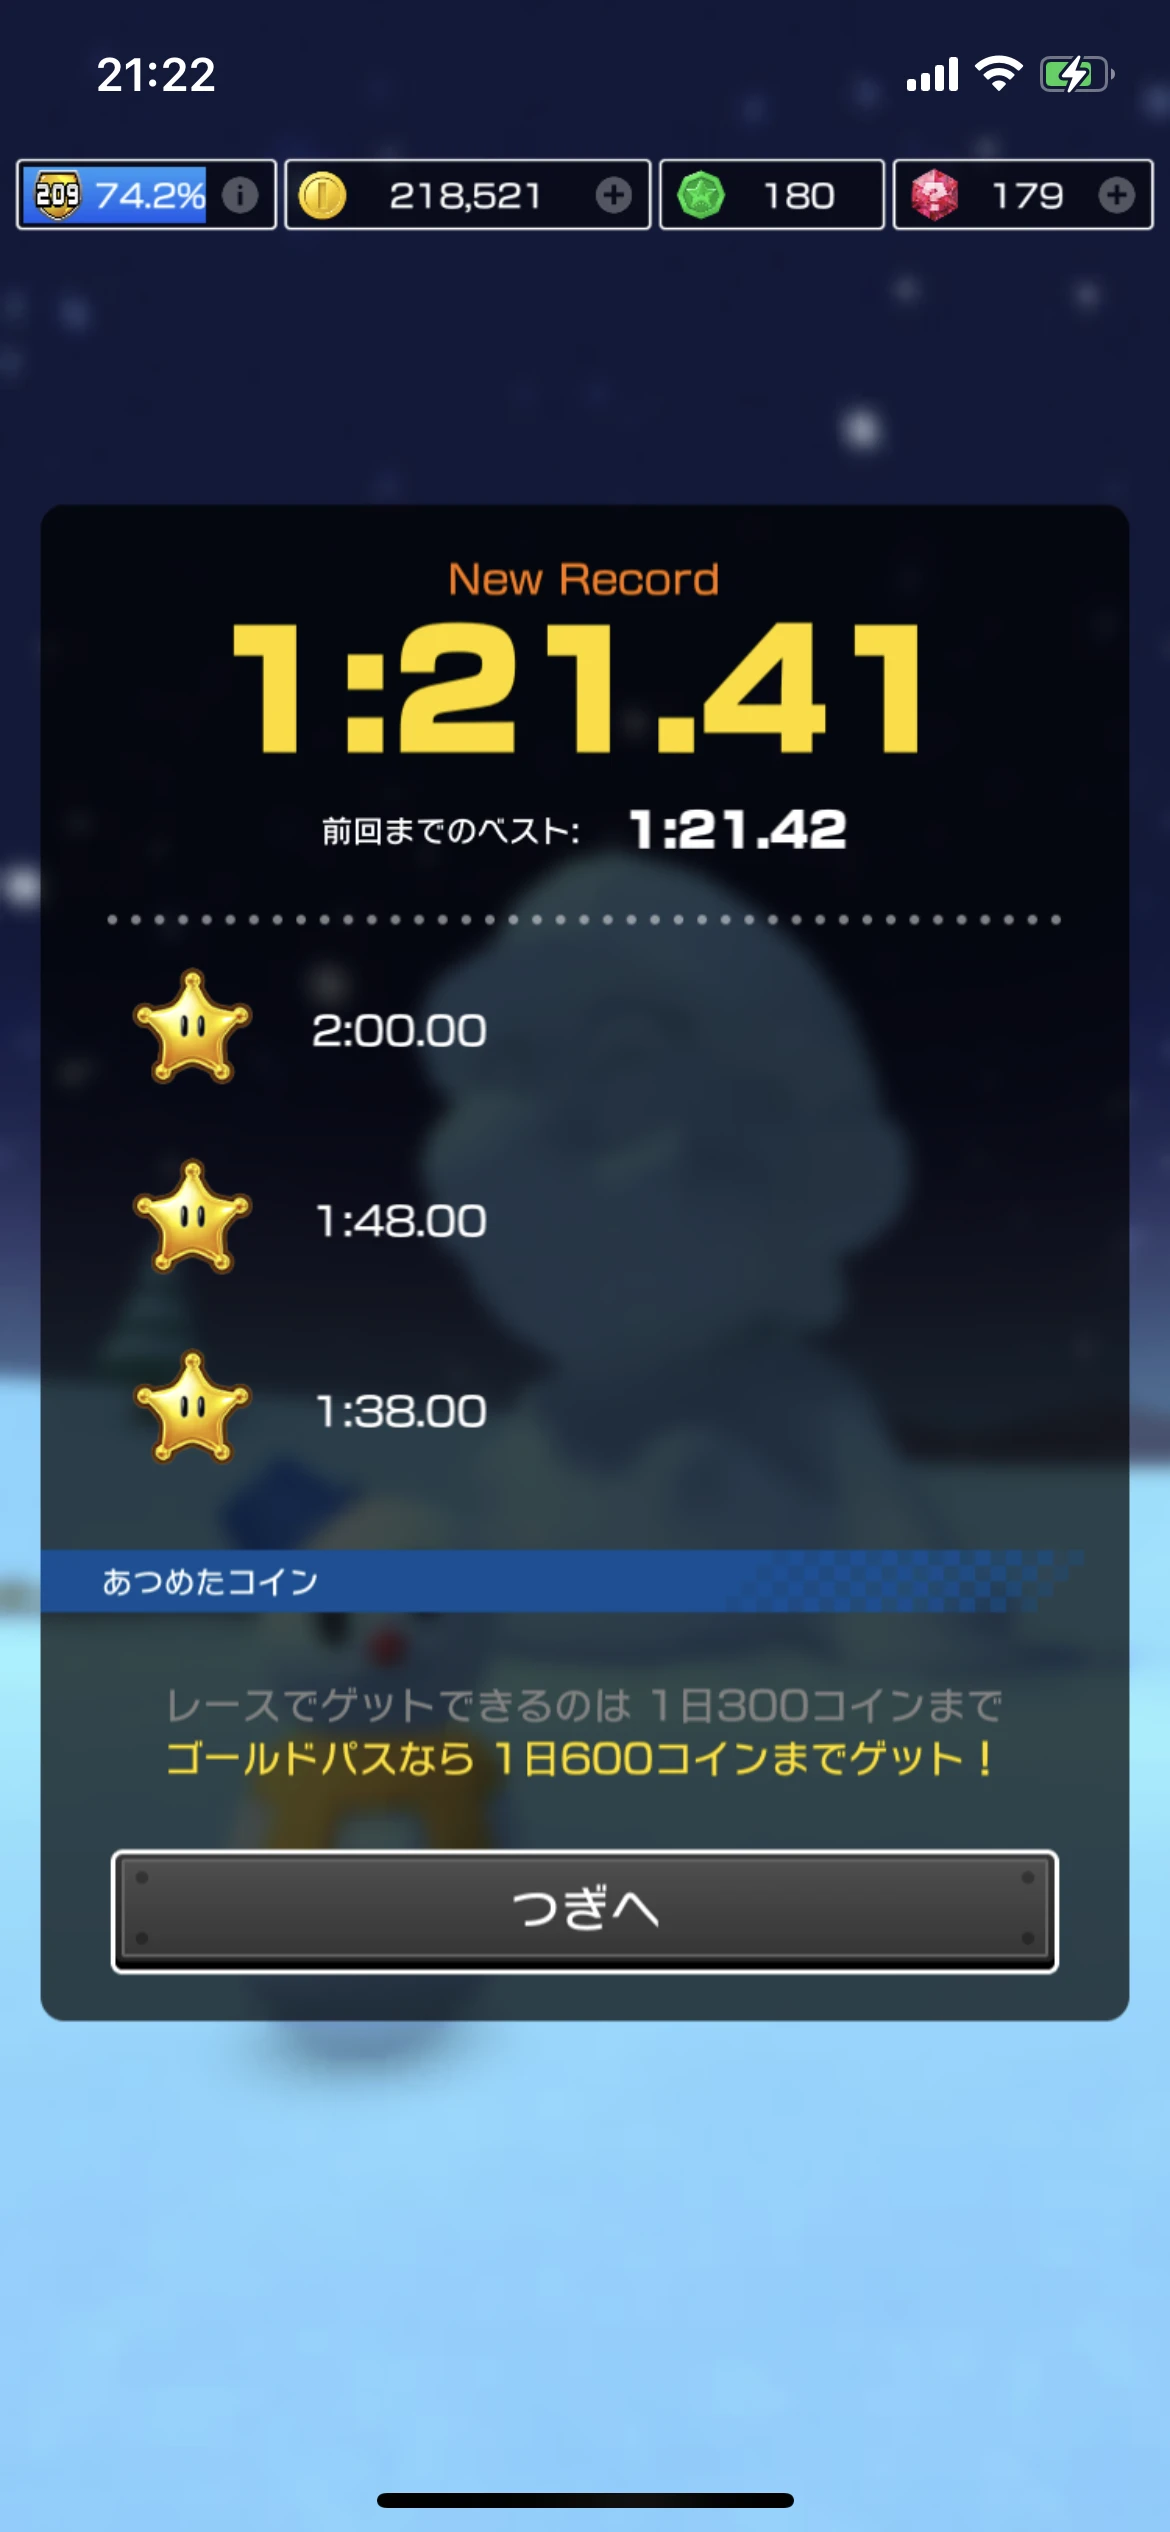 21:22
209 74.2% i 218,521 + 180 ? 179 +
New Record
1:21.41
前回までのベスト: 1:21.42
2:00.00
1:48.00
1:38.00
あつめたコイン
レースでゲットできるのは 1日300コインまで
ゴールドパスなら 1日600コインまでゲット！
つぎへ